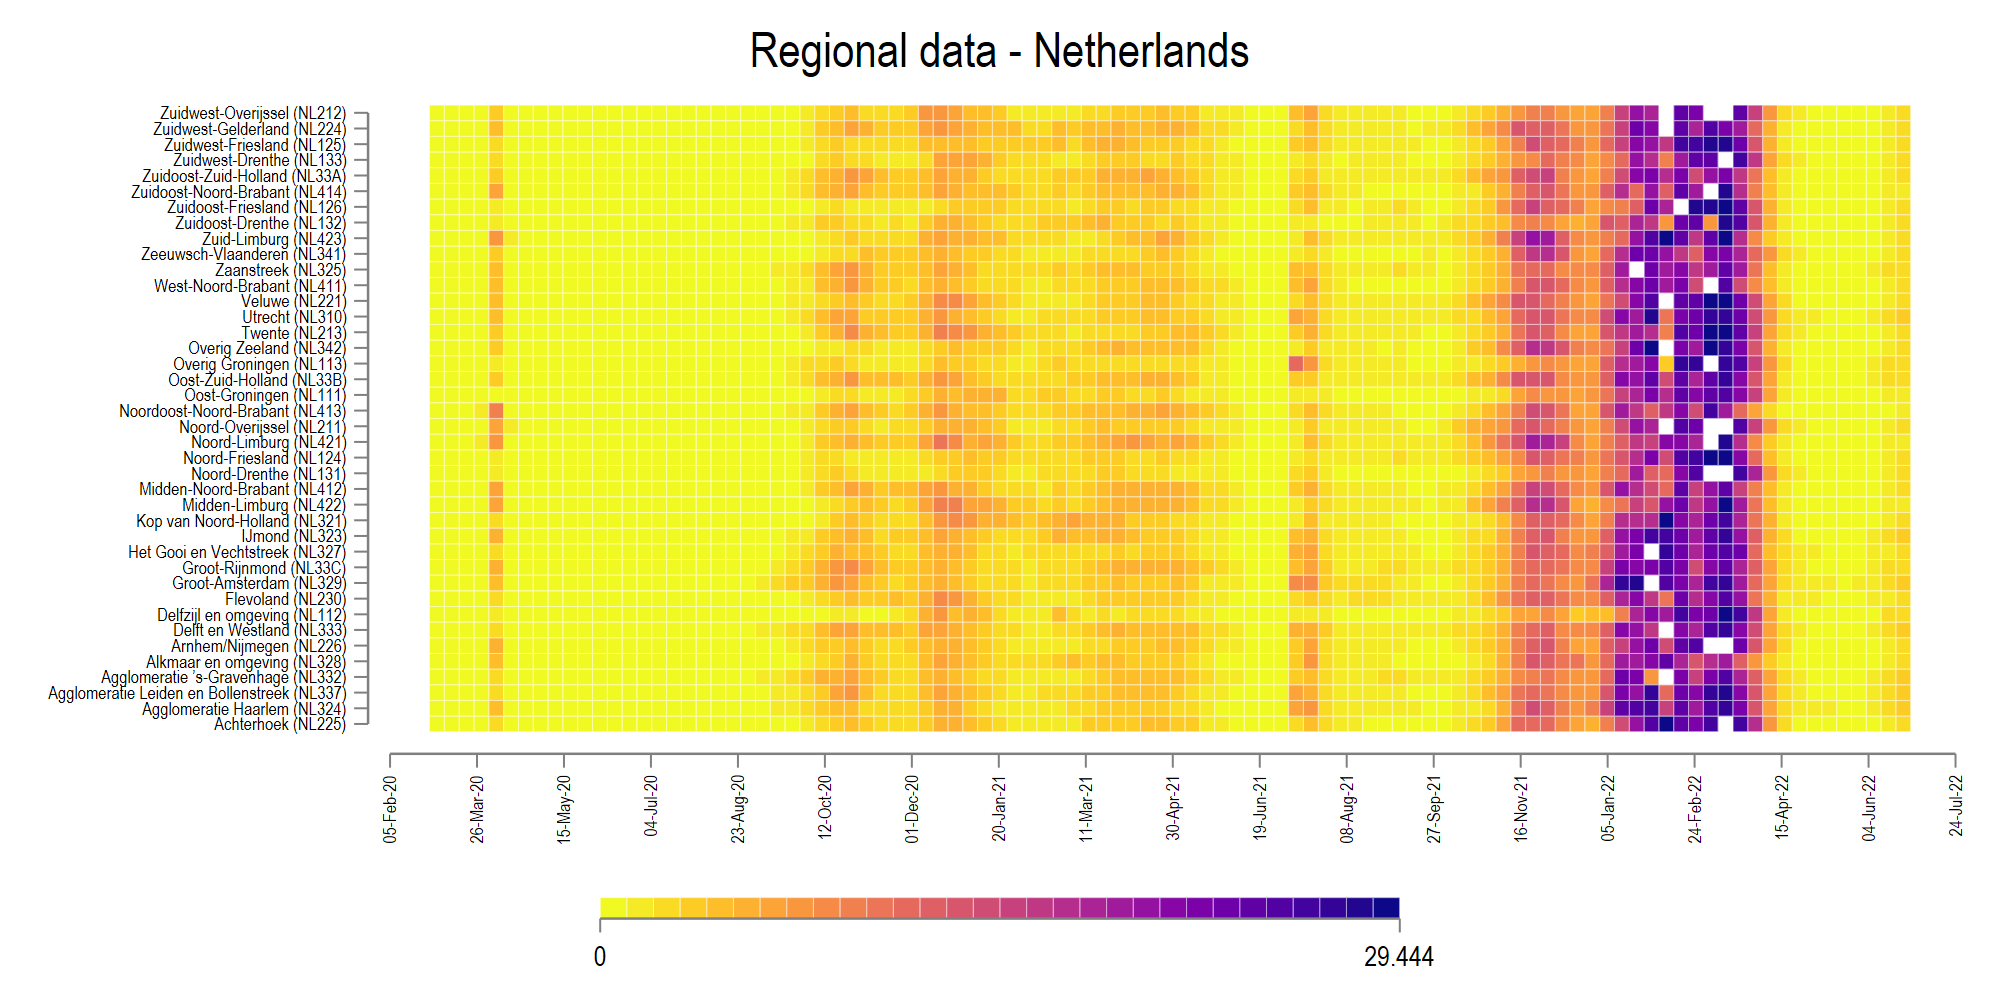 Regional data - Netherlands
Zuidwest-Overijssel (NL212)
Zuidwest-Gelderland (NL224)
Zuidwest-Friesland (NL125)
Zuidwest-Drenthe (NL133)
Zuidoost-Zuid-Holland (NL33A)
Zuidoost-Noord-Brabant (NL414)
Zuidoost-Friesland (NL126)
Zuidoost-Drenthe (NL132)
Zuid-Limburg (NL423)
Zeeuwsch-Vlaanderen (NL341)
Zaanstreek (NL325)
West-Noord-Brabant (NL411)
Veluwe (NL221)
Utrecht (NL310)
Twente (NL213)
Overig Zeeland (NL342)
Overig Groningen (NL113)
Oost-Zuid-Holland (NL33B)
Oost-Groningen (NL111)
Noordoost-Noord-Brabant (NL413)
Noord-Overijssel (NL211)
Noord-Limburg (NL421)
Noord-Friesland (NL124)
Noord-Drenthe (NL131)
Midden-Noord-Brabant (NL412)
Midden-Limburg (NL422)
Kop van Noord-Holland (NL321)
IJmond (NL323)
Het Gooi en Vechtstreek (NL327)
Groot-Rijnmond (NL33C)
Groot-Amsterdam (NL329)
Flevoland (NL230)
Delfzijl en omgeving (NL112)
Delft en Westland (NL333)
Arnhem/Nijmegen (NL226)
Alkmaar en omgeving (NL328)
Agglomeratie 's-Gravenhage (NL332)
Agglomeratie Leiden en Bollenstreek (NL337)
Agglomeratie Haarlem (NL324)
Achterhoek (NL225)
05-Feb-20
26-Mar-20
15-May-20
04-Jul-20
23-Aug-20
12-Oct-20
01-Dec-20
20-Jan-21
11-Mar-21
30-Apr-21
19-Jun-21
08-Aug-21
27-Sep-21
16-Nov-21
05-Jan-22
24-Feb-22
15-Apr-22
04-Jun-22
24-Jul-22
0
29.444